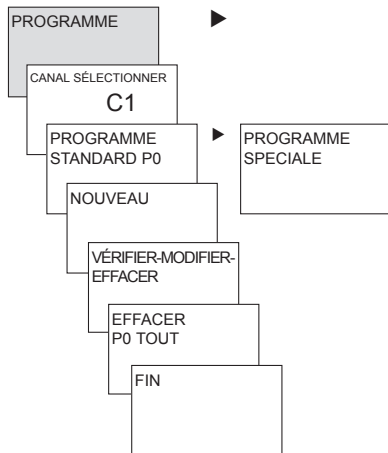 PROGRAMME
CANAL SÉLECTIONNER
C1
PROGRAMME
STANDARD P0
PROGRAMME
SPECIALE
NOUVEAU
VÉRIFIER-MODIFIER-
EFFACER
EFFACER
P0 TOUT
FIN